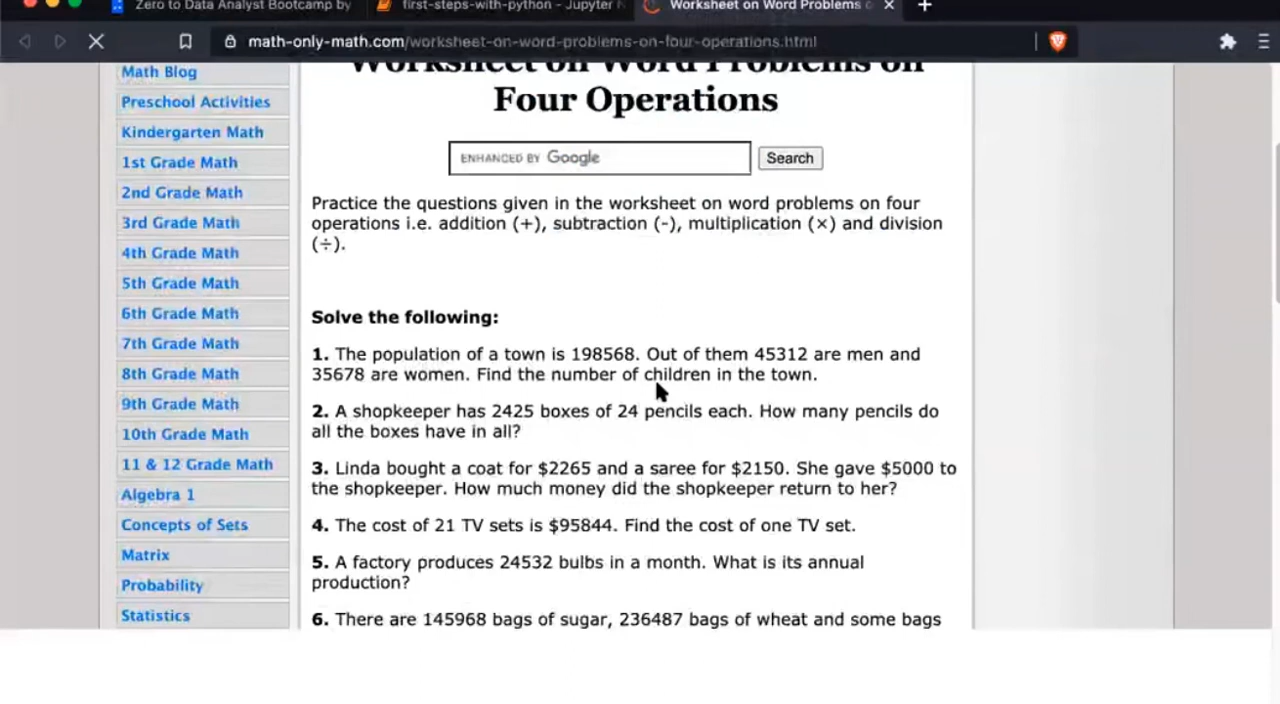 Zero to Data Analyst Bootcamp by
first-steps-with-python - Jupyter N
Worksheet on Word Problems o
math-only-math.com/worksheet-on-word-problems-on-four-operations.html
Math Blog
Preschool Activities
Kindergarten Math
1st Grade Math
2nd Grade Math
3rd Grade Math
4th Grade Math
5th Grade Math
6th Grade Math
7th Grade Math
8th Grade Math
9th Grade Math
10th Grade Math
11 & 12 Grade Math
Algebra 1
Concepts of Sets
Matrix
Probability
Statistics
Worksheet on Word Problems on
Four Operations
ENHANCED BY Google
Search
Practice the questions given in the worksheet on word problems on four
operations i.e. addition (+), subtraction (-), multiplication (×) and division
(÷).
Solve the following:
1. The population of a town is 198568. Out of them 45312 are men and
35678 are women. Find the number of children in the town.
2. A shopkeeper has 2425 boxes of 24 pencils each. How many pencils do
all the boxes have in all?
3. Linda bought a coat for $2265 and a saree for $2150. She gave $5000 to
the shopkeeper. How much money did the shopkeeper return to her?
4. The cost of 21 TV sets is $95844. Find the cost of one TV set.
5. A factory produces 24532 bulbs in a month. What is its annual
production?
6. There are 145968 bags of sugar, 236487 bags of wheat and some bags